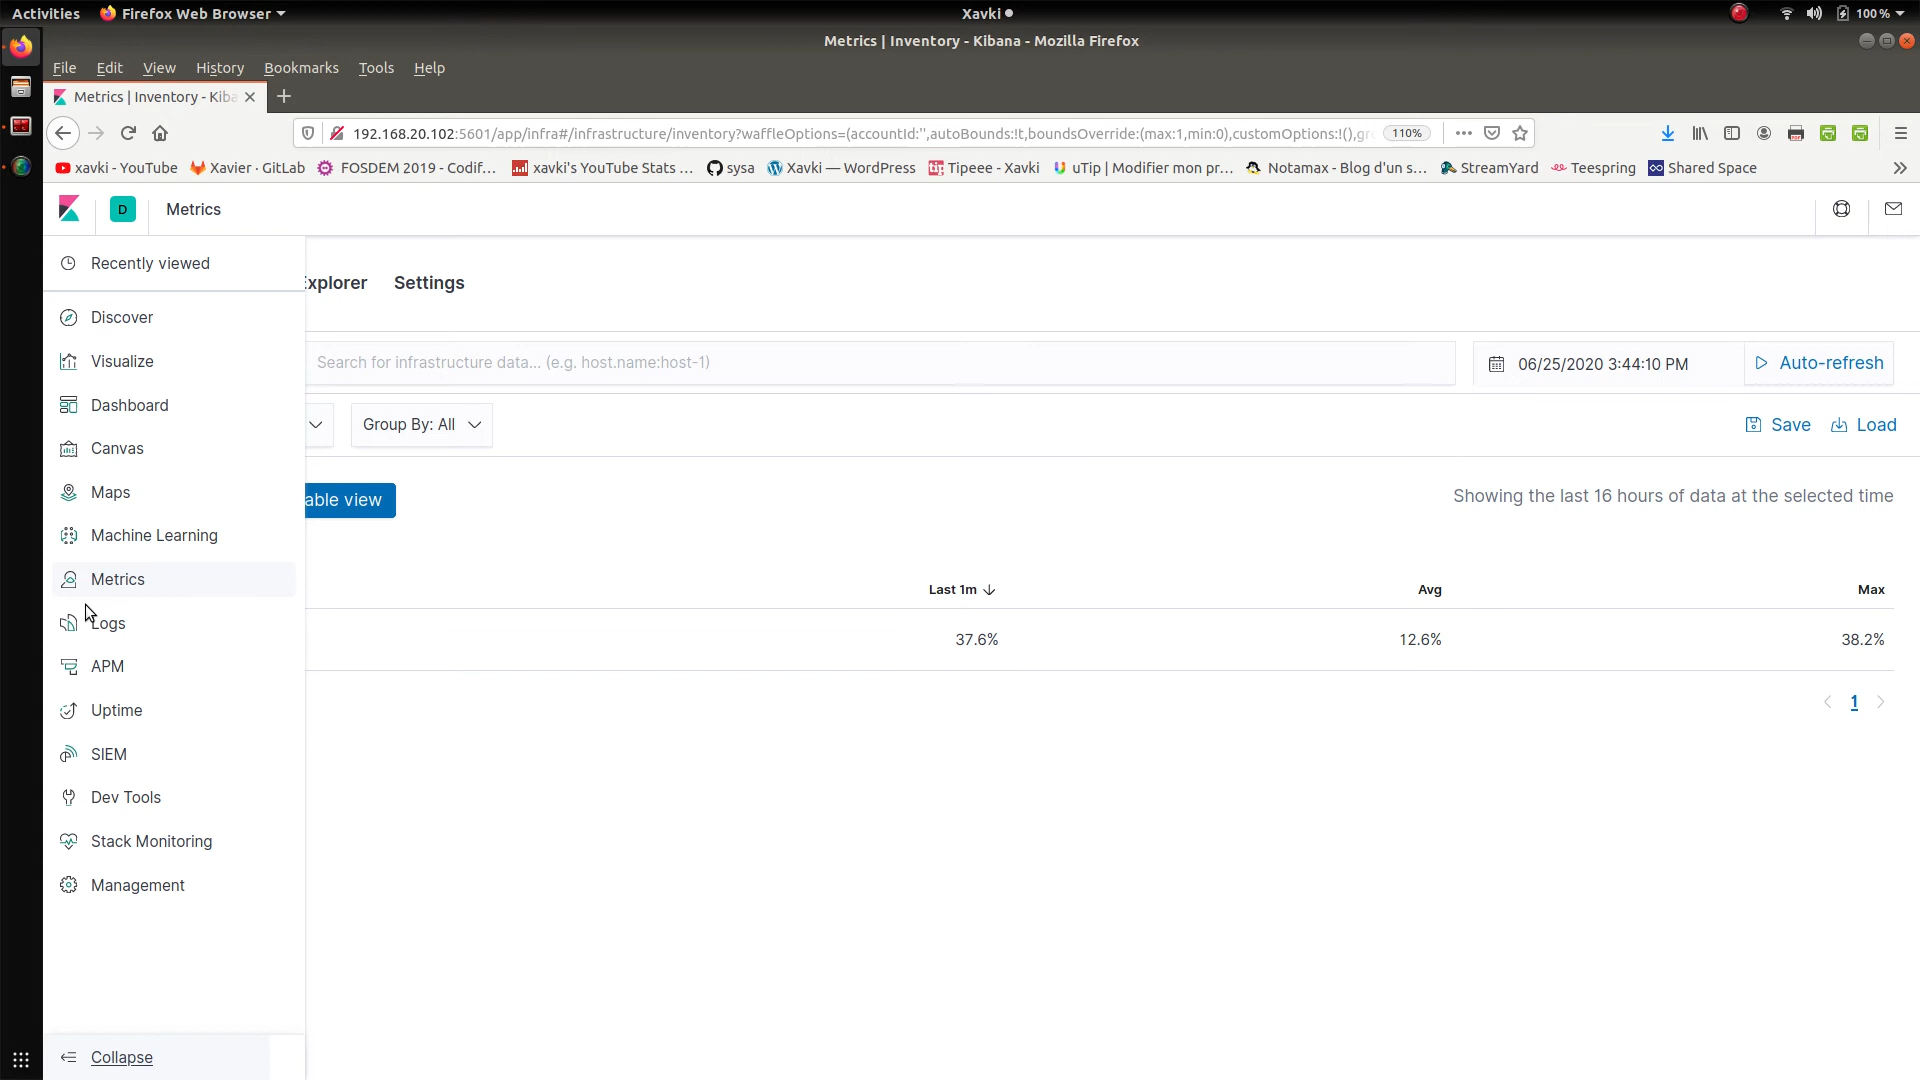 Activities Firefox Web Browser Xavki 100%
Metrics | Inventory - Kibana - Mozilla Firefox
File Edit View History Bookmarks Tools Help
Metrics | Inventory - Kiba
192.168.20.102:5601/app/infra#/infrastructure/inventory?waffleOptions=(accountId:'',autoBounds:!t,boundsOverride:(max:1,min:0),customOptions:!(),gr 110%
xavki - YouTube Xavier · GitLab FOSDEM 2019 - Codif... xavki's YouTube Stats ... sysa Xavki — WordPress Tipeee - Xavki uTip | Modifier mon pr... Notamax - Blog d'un s... StreamYard Teespring Shared Space
D Metrics
Recently viewed
Explorer Settings
Discover
Search for infrastructure data... (e.g. host.name:host-1) 06/25/2020 3:44:10 PM Auto-refresh
Visualize
Dashboard
Group By: All Save Load
Canvas
Maps
able view Showing the last 16 hours of data at the selected time
Machine Learning
Metrics
Last 1m Avg Max
Logs
37.6% 12.6% 38.2%
APM
Uptime
1
SIEM
Dev Tools
Stack Monitoring
Management
Collapse